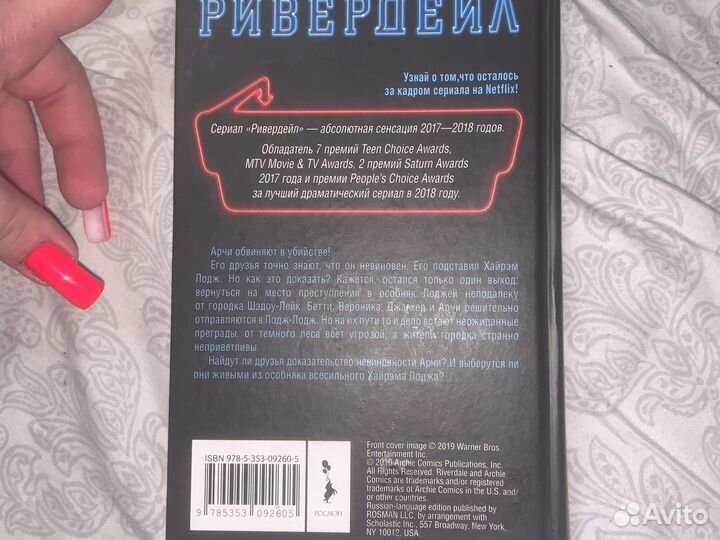 РИВЕРДЕЙЛ
Узнай о том,что осталось
за кадром сериала на Netflix!
Сериал «Ривердейл» — абсолютная сенсация 2017—2018 годов.
Обладатель 7 премий Teen Choice Awards,
MTV Movie & TV Awards, 2 премий Saturn Awards
2017 года и премии People's Choice Awards
за лучший драматический сериал в 2018 году.
Арчи обвиняют в убийстве!
Его друзья точно знают, что он невиновен. Его подставил Хайрэм
Лодж. Но как это доказать? Кажется, остался только один выход:
вернуться на место преступления в особняк Лоджей неподалеку
от городка Шэдоу-Лейк. Бетти, Вероника, Джагхед и Арчи решительно
отправляются в Лодж-Лодж. Но на их пути то и дело встают неожиданные
преграды, от темного леса веет угрозой, а жители городка странно
неприветливы.
Найдут ли друзья доказательство невиновности Арчи? И выберутся ли
они живыми из особняка всесильного Хайрэма Лоджа?
ISBN 978-5-353-09260-5
9 785353 092605
РОСМЭН
Front cover image © 2019 Warner Bros.
Entertainment Inc.
© 2019 Archie Comics Publications, Inc.
All Rights Reserved. Riverdale and Archie
Comics are trademarks and/or registered
trademarks of Archie Comics in the U.S. and/
or other countries.
Russian-language edition published by
ROSMAN LLC, by arrangement with
Scholastic Inc., 557 Broadway, New York,
NY 10012, USA.
Avito